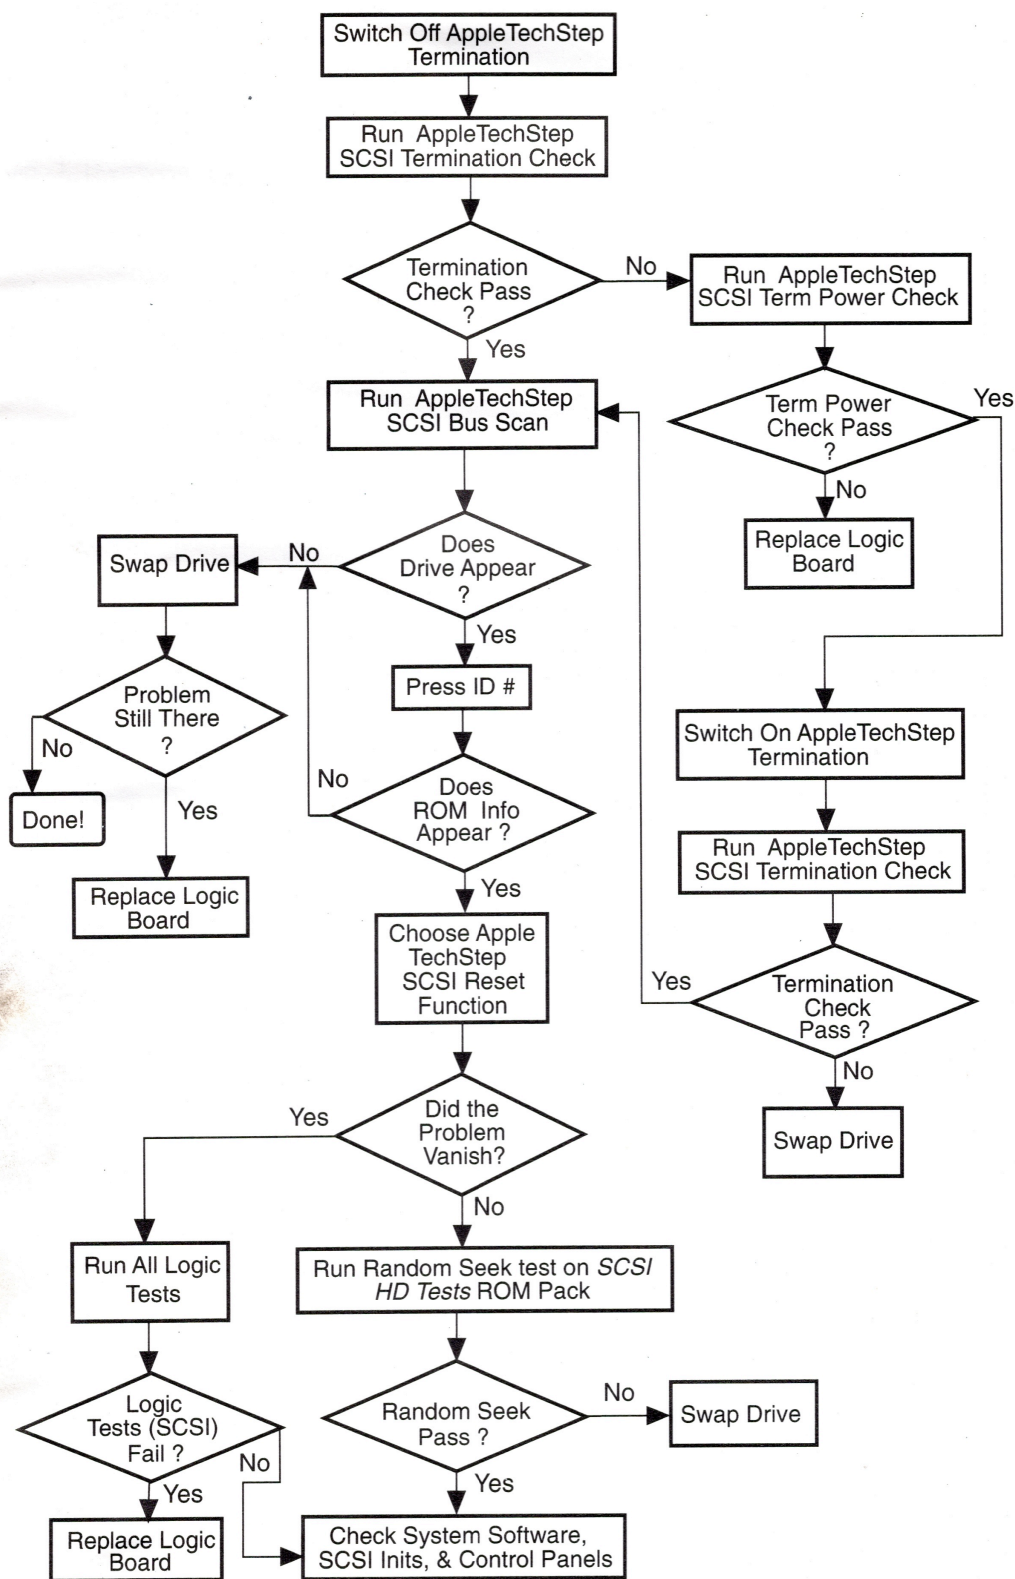 Switch Off AppleTechStep
Termination
Run AppleTechStep
SCSI Termination Check
Termination
Check Pass
?
No
Run AppleTechStep
SCSI Term Power Check
Yes
Run AppleTechStep
SCSI Bus Scan
Term Power
Check Pass
?
Yes
No
Replace Logic
Board
Does
Drive Appear
?
No
Swap Drive
Yes
Press ID #
Problem
Still There
?
No
Done!
Yes
Replace Logic
Board
Does
ROM Info
Appear ?
No
Yes
Switch On AppleTechStep
Termination
Run AppleTechStep
SCSI Termination Check
Termination
Check
Pass ?
Yes
No
Swap Drive
Choose Apple
TechStep
SCSI Reset
Function
Did the
Problem
Vanish?
Yes
No
Run All Logic
Tests
Run Random Seek test on SCSI
HD Tests ROM Pack
Logic
Tests (SCSI)
Fail ?
No
Yes
Replace Logic
Board
Random Seek
Pass ?
No
Swap Drive
Yes
Check System Software,
SCSI Inits, & Control Panels